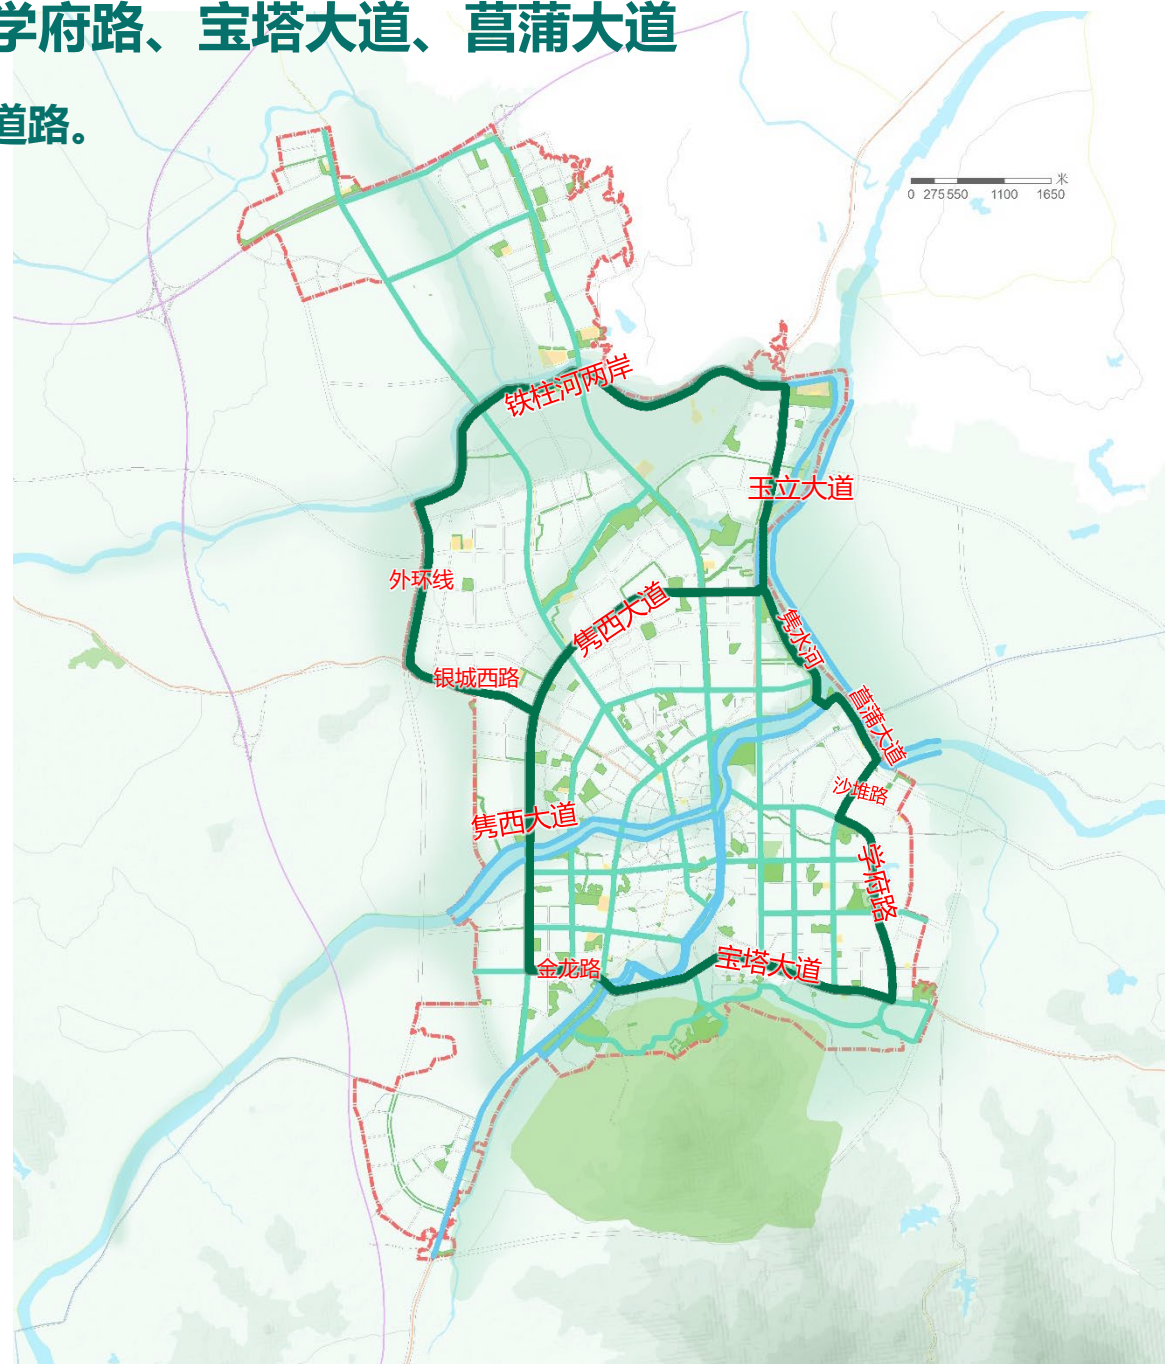 学府路、宝塔大道、菖蒲大道
道路。
米
0 275 550 1100 1650
铁柱河两岸
玉立大道
外环线
隽西大道
隽水河
银城西路
菖蒲大道
沙堆路
隽西大道
学府路
宝塔大道
金龙路